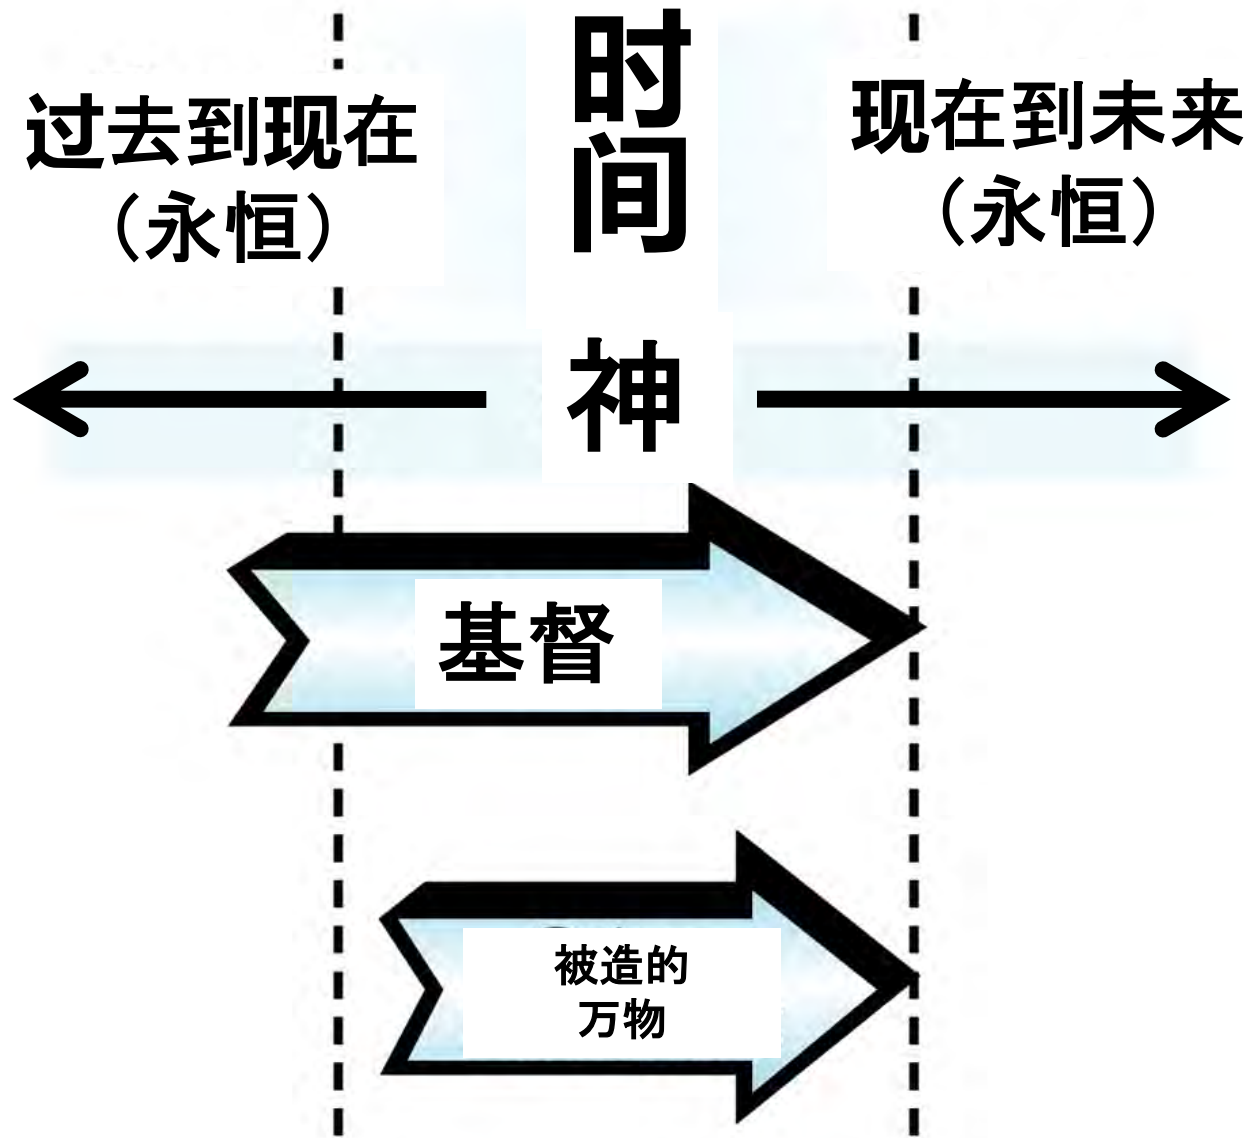 过去到现在
（永恒）
时
间
现在到未来
（永恒）
神
基督
被造的
万物